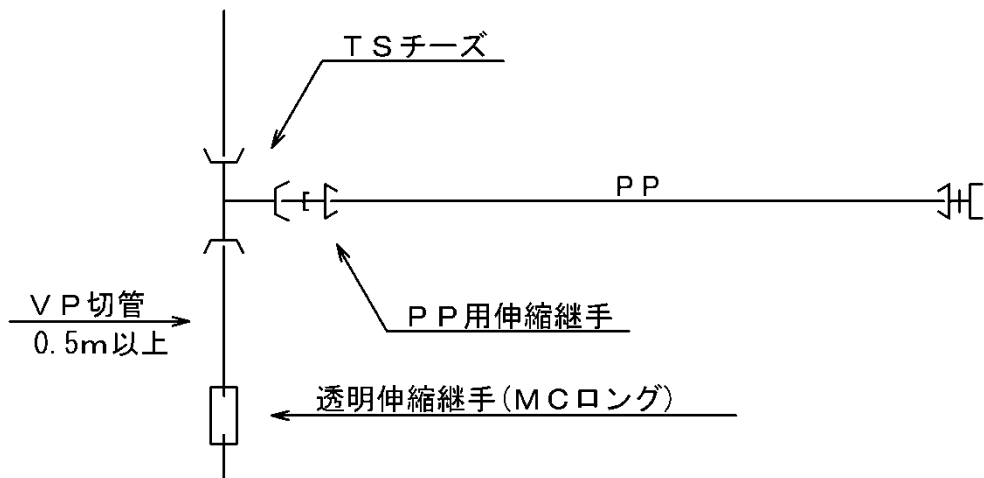 TSチーズ
PP
VP切管
0.5m以上
PP用伸縮継手
透明伸縮継手(MCロング)